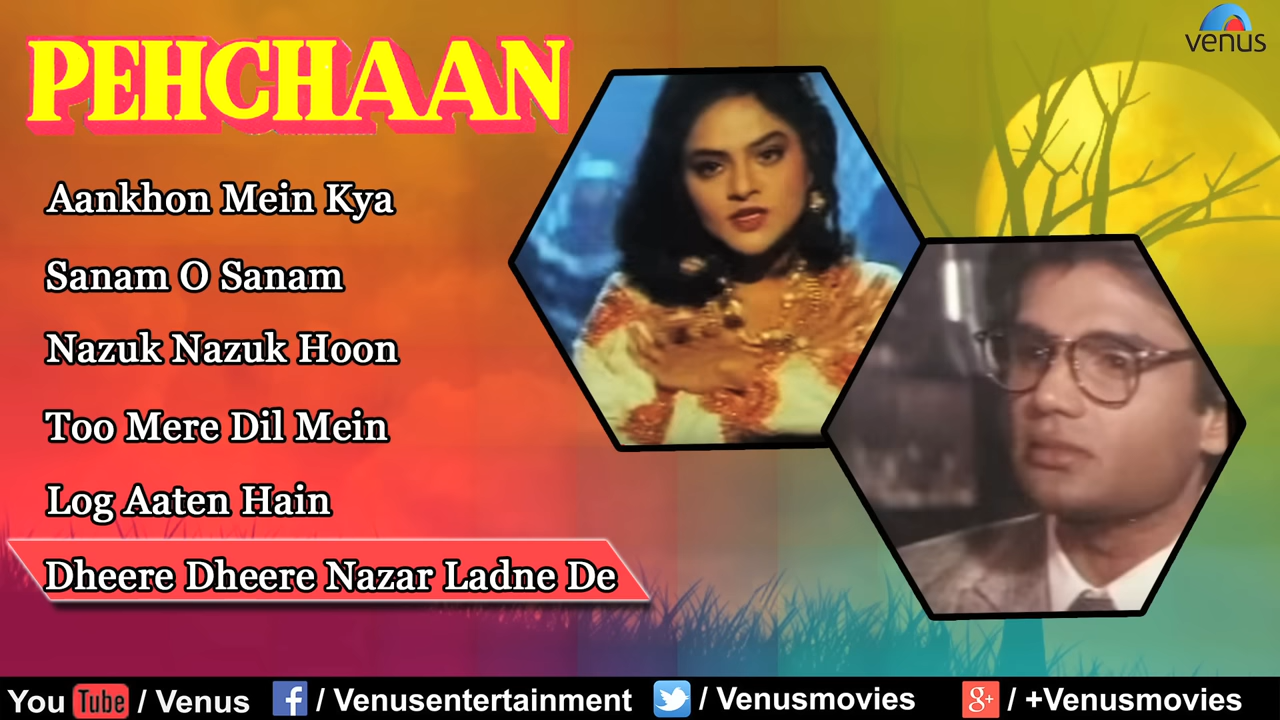 PEHCHAAN
venus
Aankhon Mein Kya
Sanam O Sanam
Nazuk Nazuk Hoon
Too Mere Dil Mein
Log Aaten Hain
Dheere Dheere Nazar Ladne De
You Tube / Venus f / Venusentertainment / Venusmovies g+ / +Venusmovies